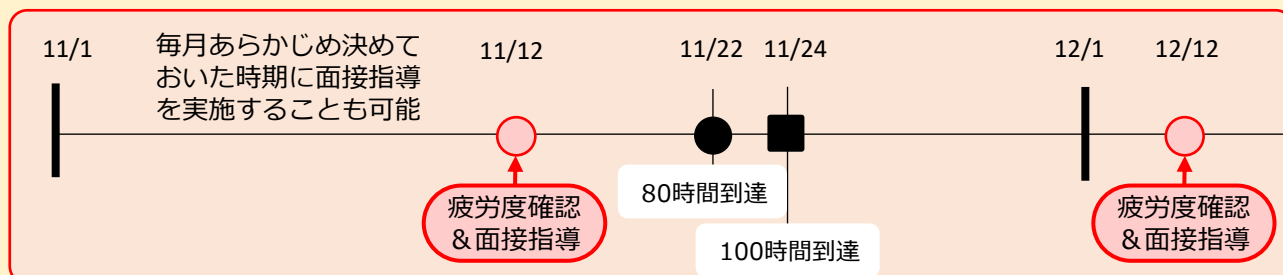 11/1
毎月あらかじめ決めて
おいた時期に面接指導
を実施することも可能
11/12
11/22
11/24
12/1
12/12
疲労度確認
＆面接指導
80時間到達
100時間到達
疲労度確認
＆面接指導